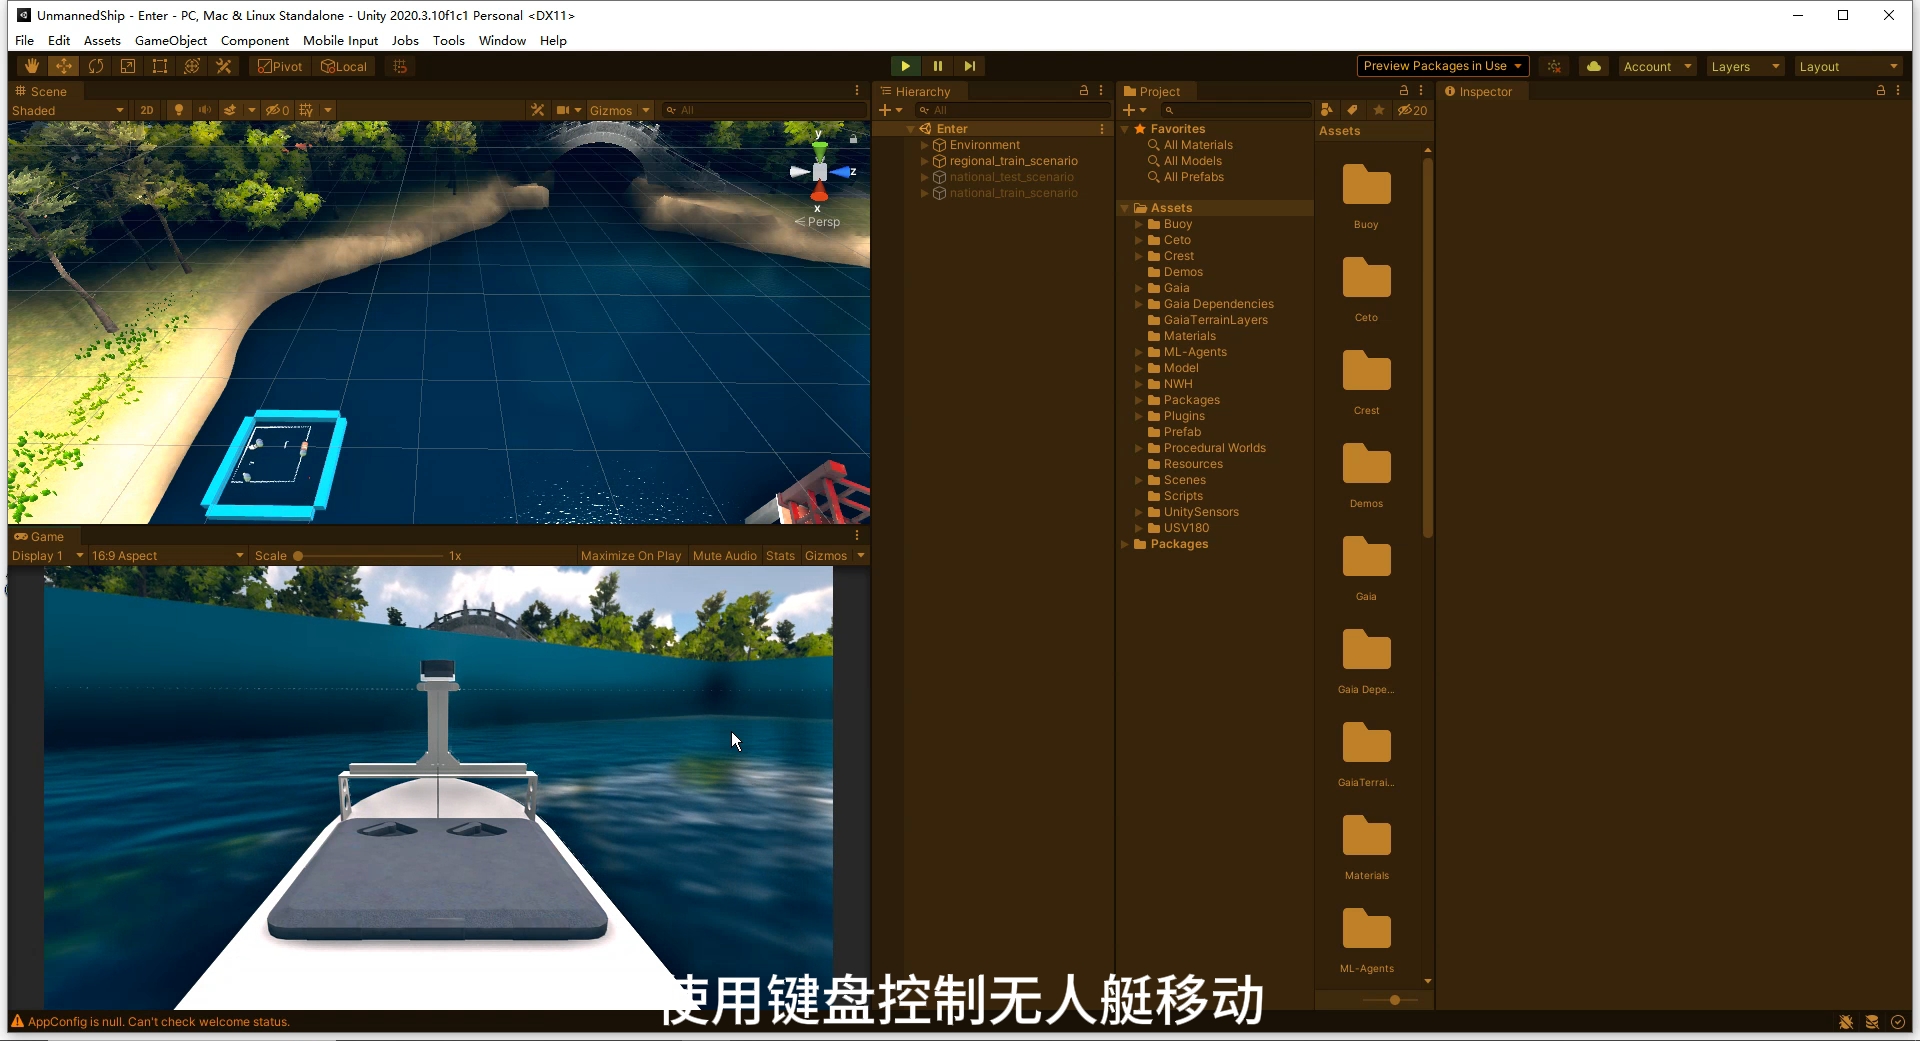 UnmannedShip - Enter - PC, Mac & Linux Standalone - Unity 2020.3.10f1c1 Personal <DX11>
File Edit Assets GameObject Component Mobile Input Jobs Tools Window Help
Pivot Local Preview Packages in Use Account Layers Layout
Scene
Shaded 2D 0 Gizmos All
y
z
x
Persp
Game
Display 1 16:9 Aspect Scale 1x Maximize On Play Mute Audio Stats Gizmos
Hierarchy
All
Enter
Environment
regional_train_scenario
national_test_scenario
national_train_scenario
Project
20
Favorites
All Materials
All Models
All Prefabs
Assets
Buoy
Ceto
Crest
Demos
Gaia
Gaia Dependencies
GaiaTerrainLayers
Materials
ML-Agents
Model
NWH
Packages
Plugins
Prefab
Procedural Worlds
Resources
Scenes
Scripts
UnitySensors
USV180
Packages
Assets
Buoy
Ceto
Crest
Demos
Gaia
Gaia Depe...
GaiaTerrai...
Materials
ML-Agents
Inspector
使用键盘控制无人艇移动
AppConfig is null. Can't check welcome status.